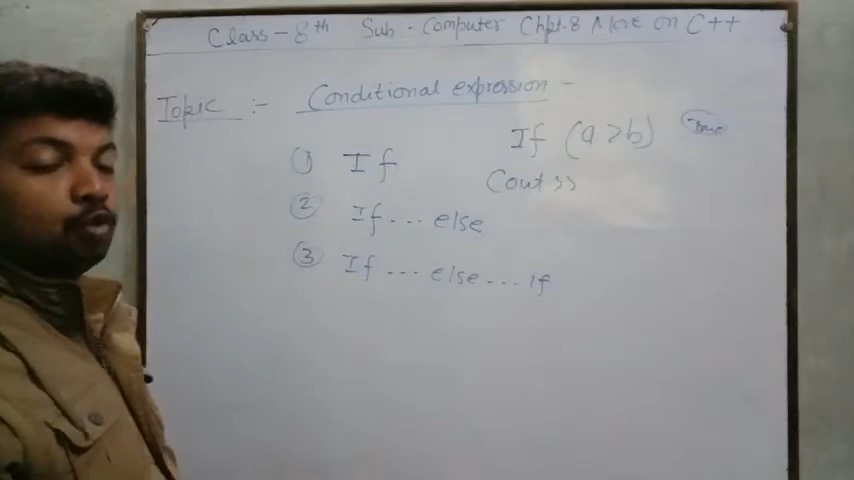 Class - 8th Sub - Computer Chpt.8 More on C++
Topic :- Conditional expression -
If (a > b) True
① If
Cout >>
② If ... else
③ If ... else ... if